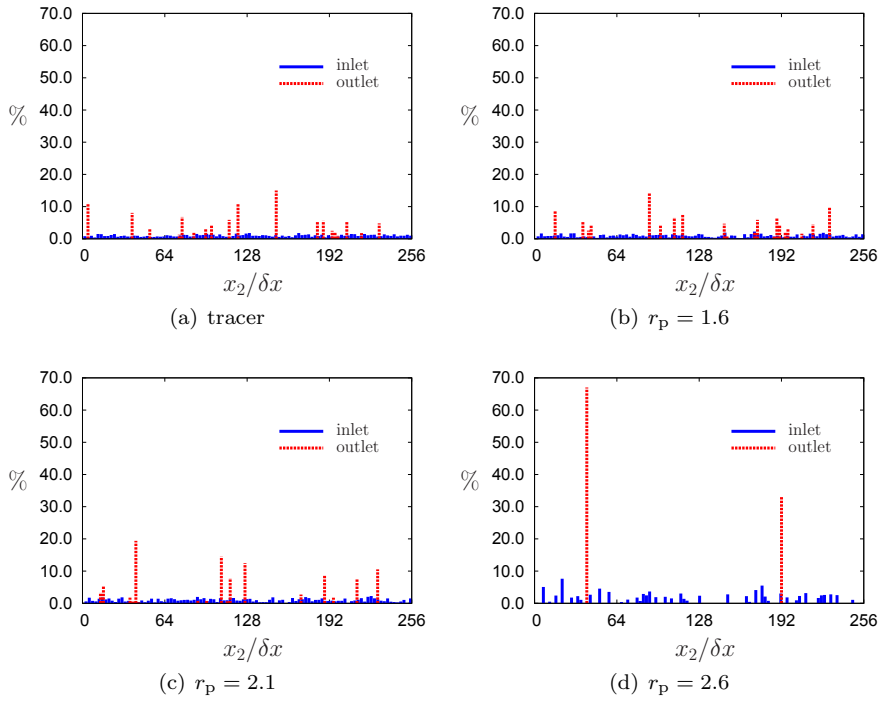 70.0
60.0
50.0
40.0
30.0
20.0
10.0
0.0
%
inlet
outlet
0 64 128 192 256
x₂/δx
(a) tracer
70.0
60.0
50.0
40.0
30.0
20.0
10.0
0.0
%
inlet
outlet
0 64 128 192 256
x₂/δx
(b) rₚ = 1.6
70.0
60.0
50.0
40.0
30.0
20.0
10.0
0.0
%
inlet
outlet
0 64 128 192 256
x₂/δx
(c) rₚ = 2.1
70.0
60.0
50.0
40.0
30.0
20.0
10.0
0.0
%
inlet
outlet
0 64 128 192 256
x₂/δx
(d) rₚ = 2.6